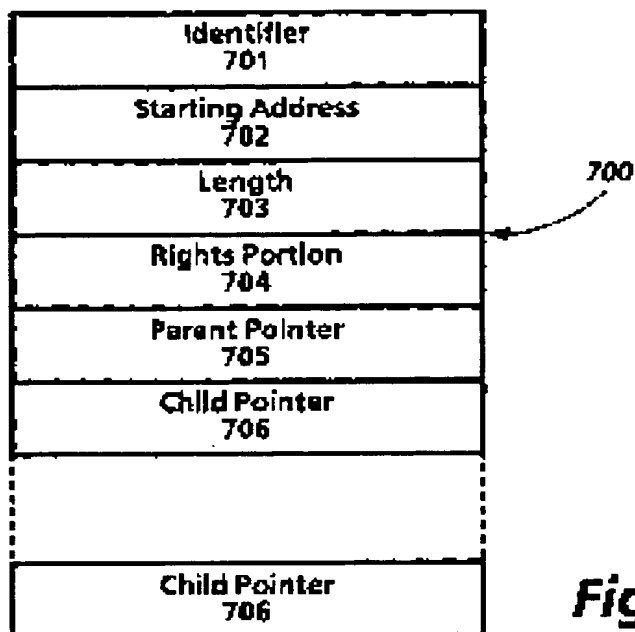 Identifier
701
Starting Address
702
Length
703
700
Rights Portion
704
Parent Pointer
705
Child Pointer
706
Child Pointer
706
Fig